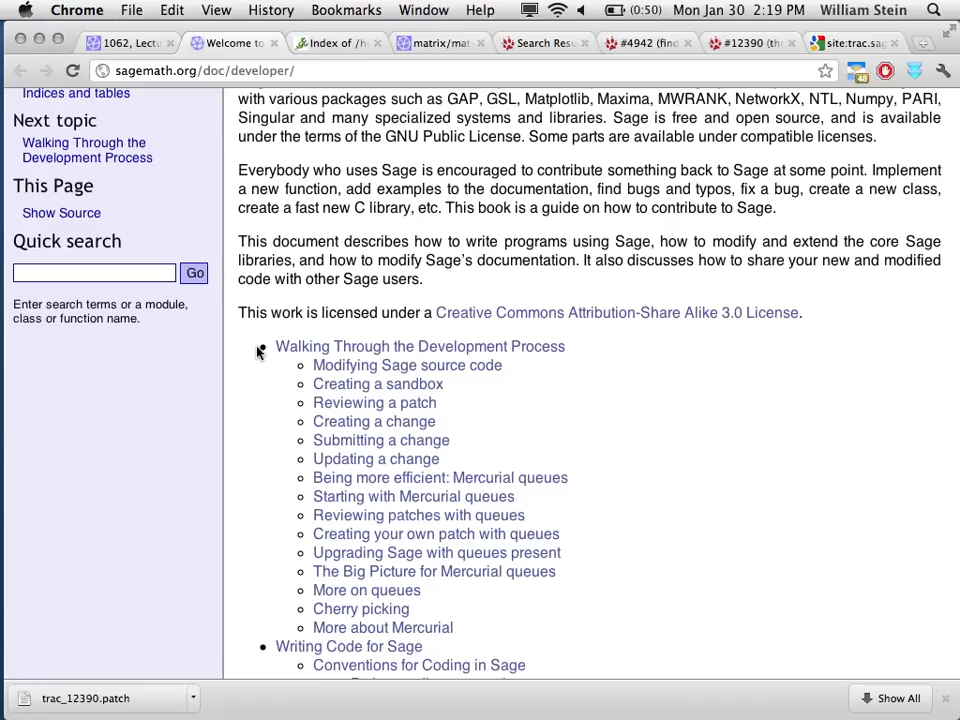 Chrome File Edit View History Bookmarks Window Help (0:50) Mon Jan 30 2:19 PM William Stein
1062, Lectu Welcome to Index of /h matrix/mat Search Resu #4942 (find #12390 (the site:trac.sag
sagemath.org/doc/developer/
Indices and tables
Next topic
Walking Through the
Development Process
This Page
Show Source
Quick search
Go
Enter search terms or a module,
class or function name.
with various packages such as GAP, GSL, Matplotlib, Maxima, MWRANK, NetworkX, NTL, Numpy, PARI,
Singular and many specialized systems and libraries. Sage is free and open source, and is available
under the terms of the GNU Public License. Some parts are available under compatible licenses.
Everybody who uses Sage is encouraged to contribute something back to Sage at some point. Implement
a new function, add examples to the documentation, find bugs and typos, fix a bug, create a new class,
create a fast new C library, etc. This book is a guide on how to contribute to Sage.
This document describes how to write programs using Sage, how to modify and extend the core Sage
libraries, and how to modify Sage's documentation. It also discusses how to share your new and modified
code with other Sage users.
This work is licensed under a Creative Commons Attribution-Share Alike 3.0 License.
Walking Through the Development Process
Modifying Sage source code
Creating a sandbox
Reviewing a patch
Creating a change
Submitting a change
Updating a change
Being more efficient: Mercurial queues
Starting with Mercurial queues
Reviewing patches with queues
Creating your own patch with queues
Upgrading Sage with queues present
The Big Picture for Mercurial queues
More on queues
Cherry picking
More about Mercurial
Writing Code for Sage
Conventions for Coding in Sage
trac_12390.patch
Show All